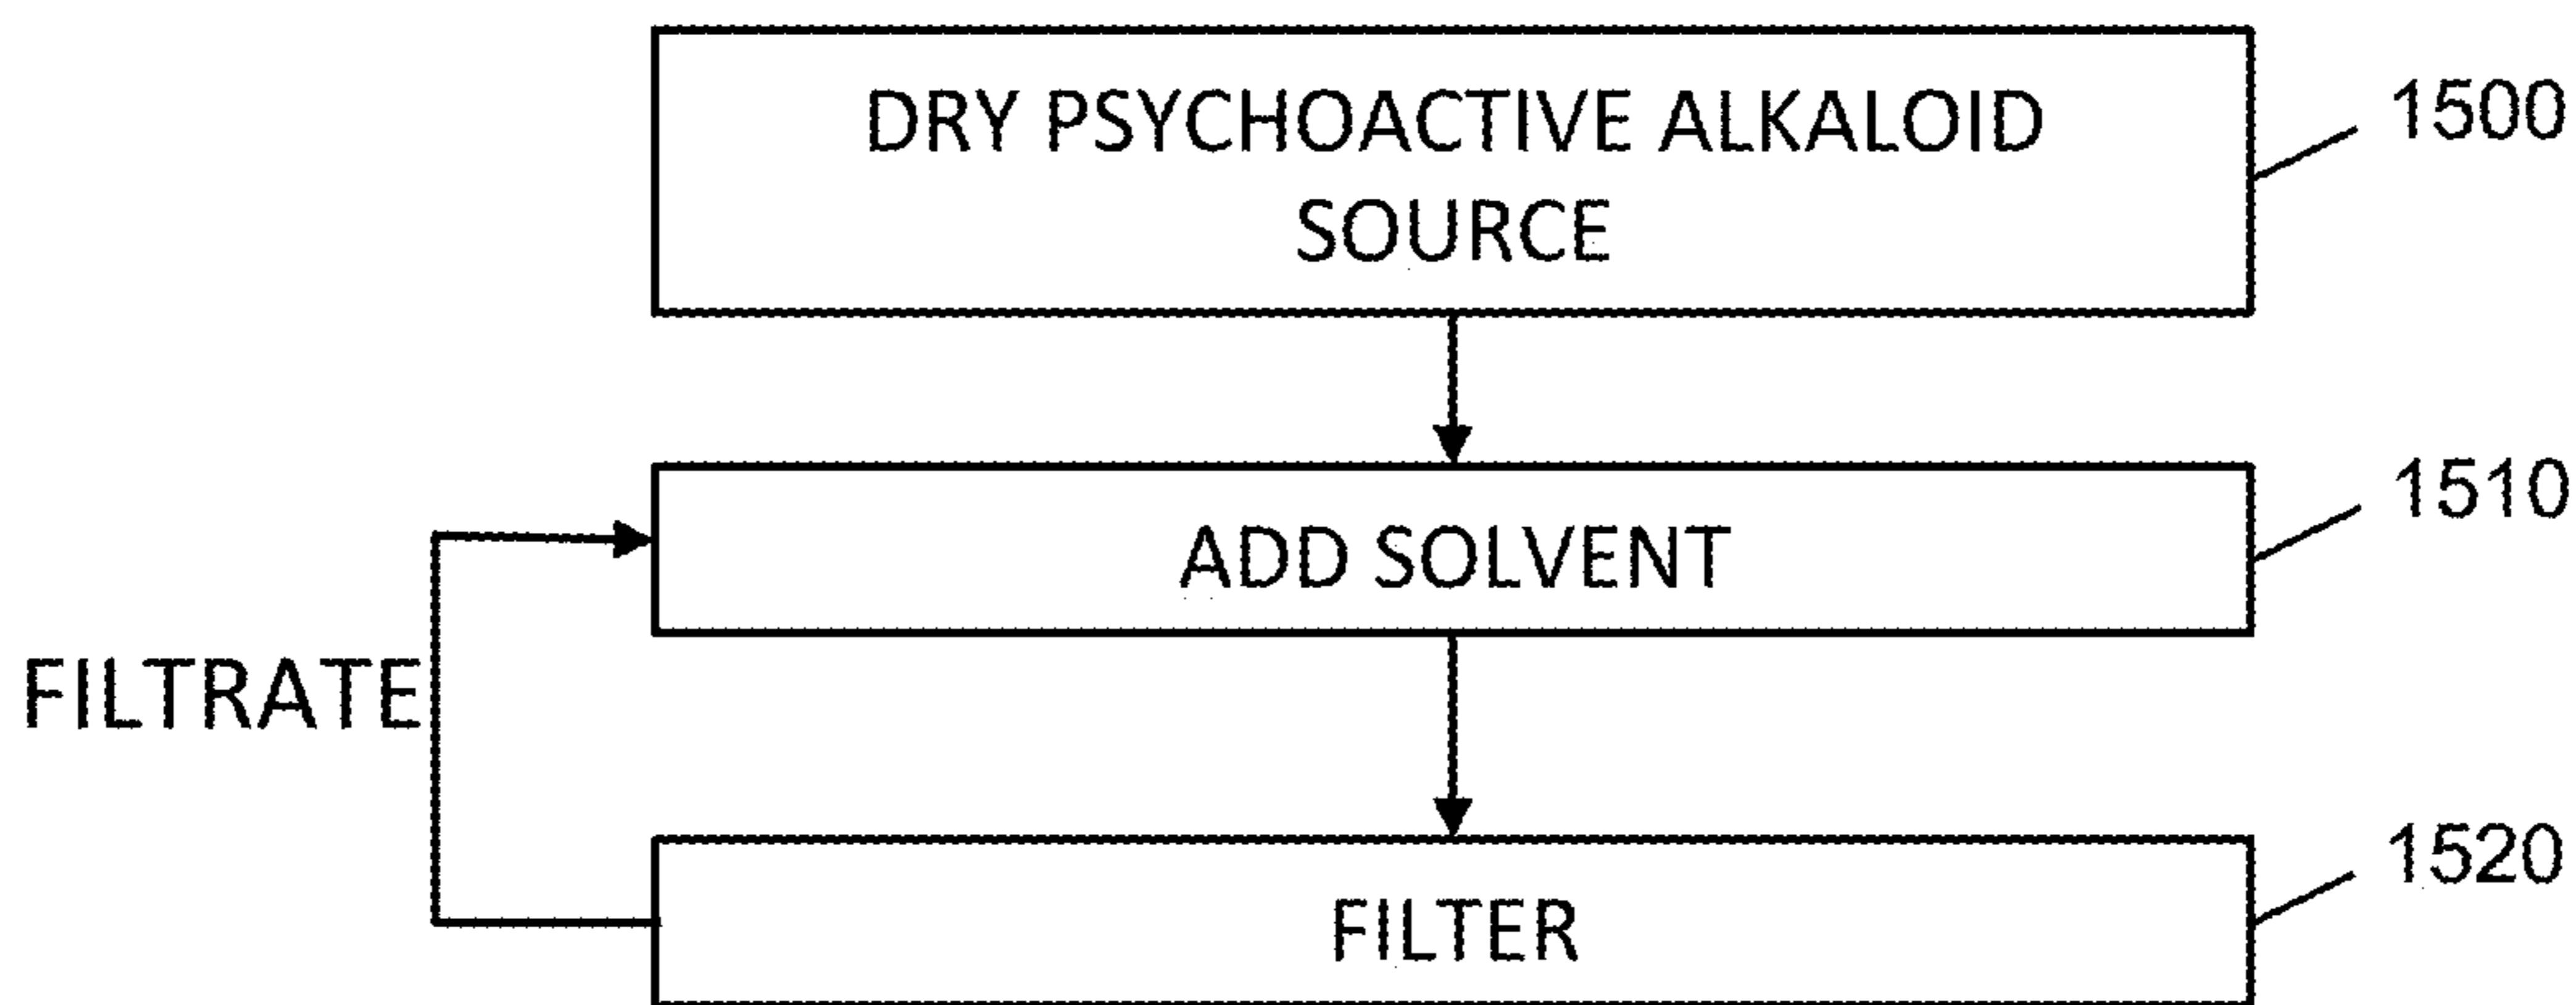 DRY PSYCHOACTIVE ALKALOID
SOURCE
1500
ADD SOLVENT
1510
FILTRATE
FILTER
1520